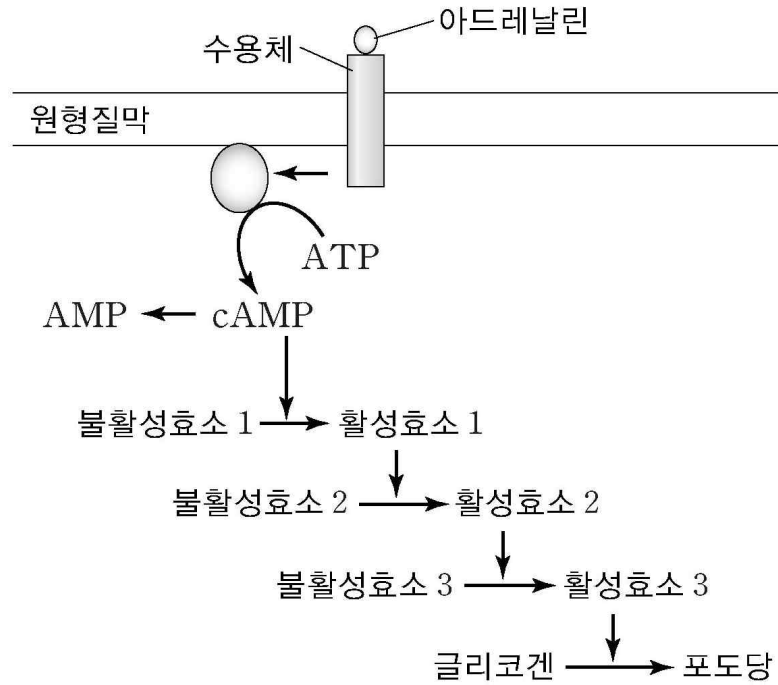 아드레날린
수용체
원형질막
ATP
AMP cAMP
불활성효소 1 활성효소 1
불활성효소 2 활성효소 2
불활성효소 3 활성효소 3
글리코겐 포도당